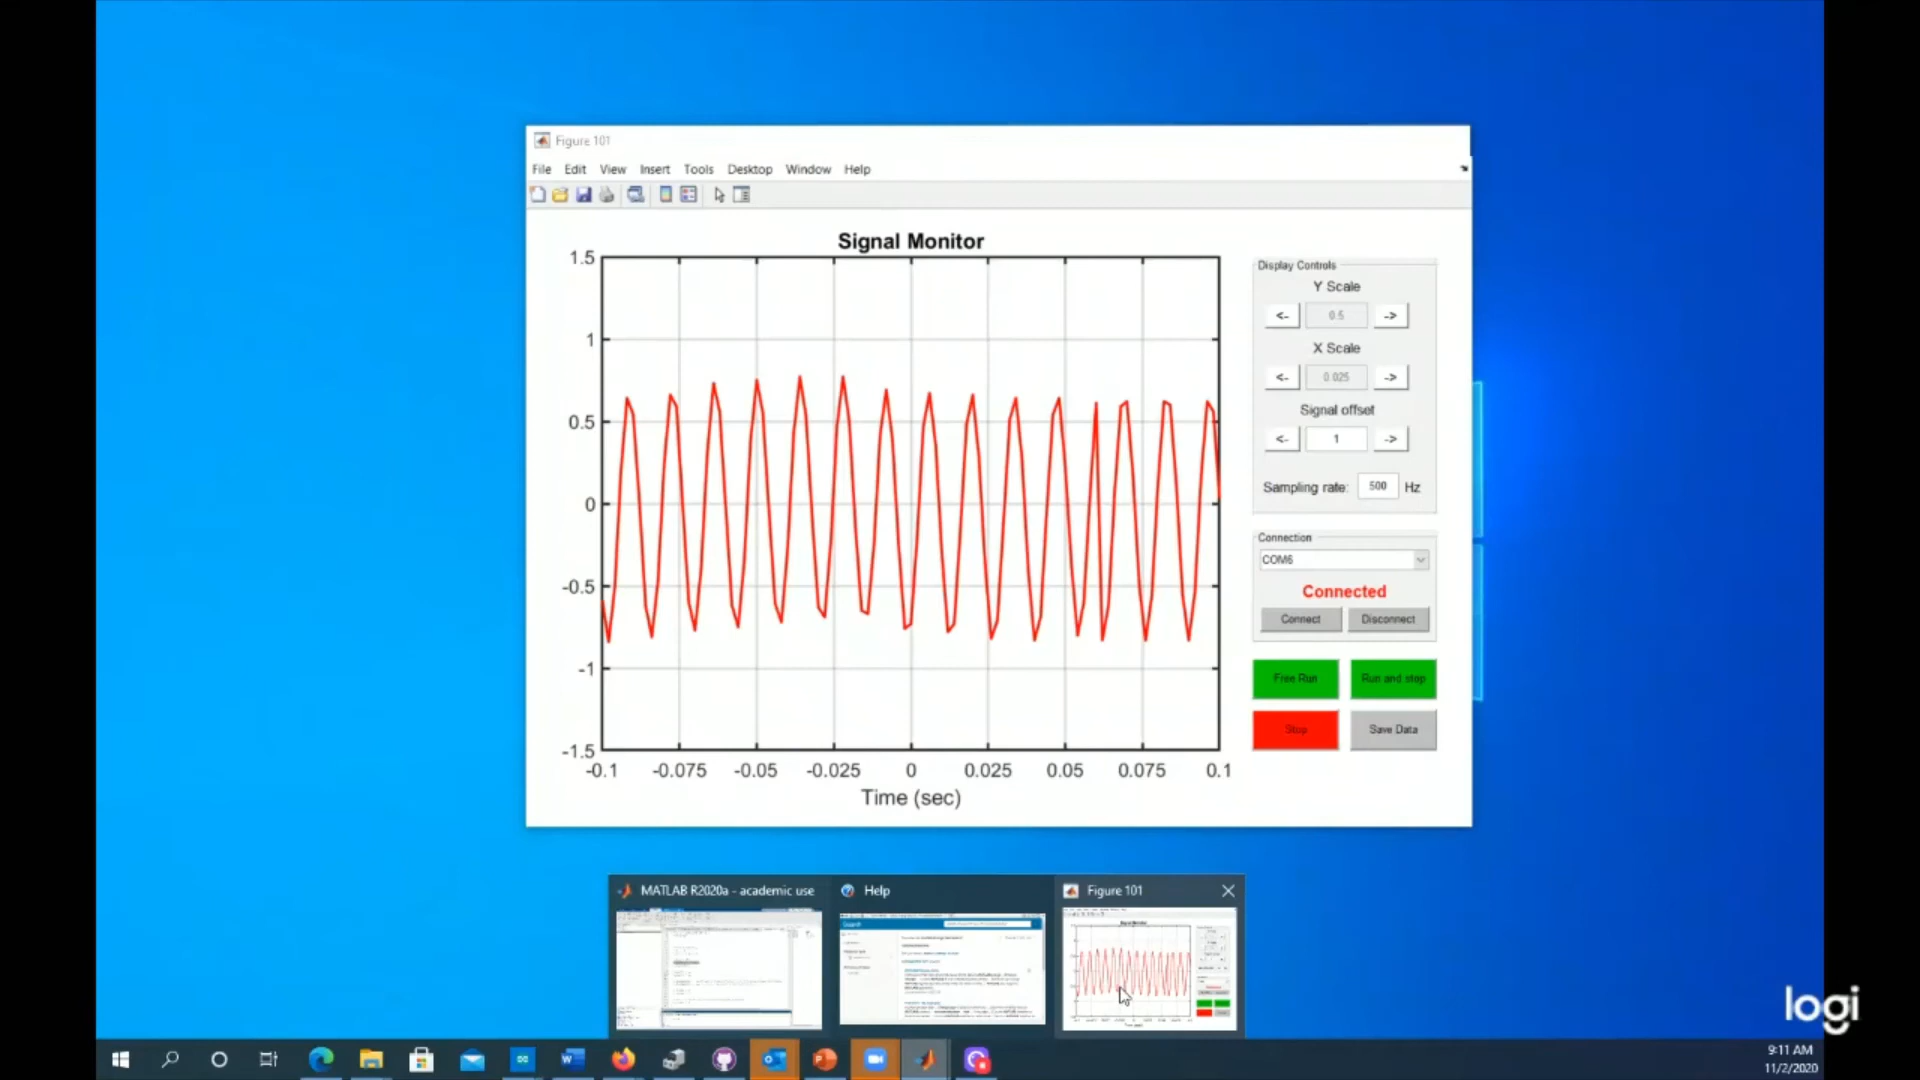 Figure 101
File Edit View Insert Tools Desktop Window Help
Signal Monitor
1.5
1
0.5
0
-0.5
-1
-1.5
-0.1 -0.075 -0.05 -0.025 0 0.025 0.05 0.075 0.1
Time (sec)
Display Controls
Y Scale
<- 0.5 ->
X Scale
<- 0.025 ->
Signal offset
<- 1 ->
Sampling rate: 500 Hz
Connection
COM6
Connected
Connect Disconnect
Free Run Run and stop
Stop Save Data
MATLAB R2020a - academic use
Help
Figure 101
logi
9:11 AM
11/2/2020